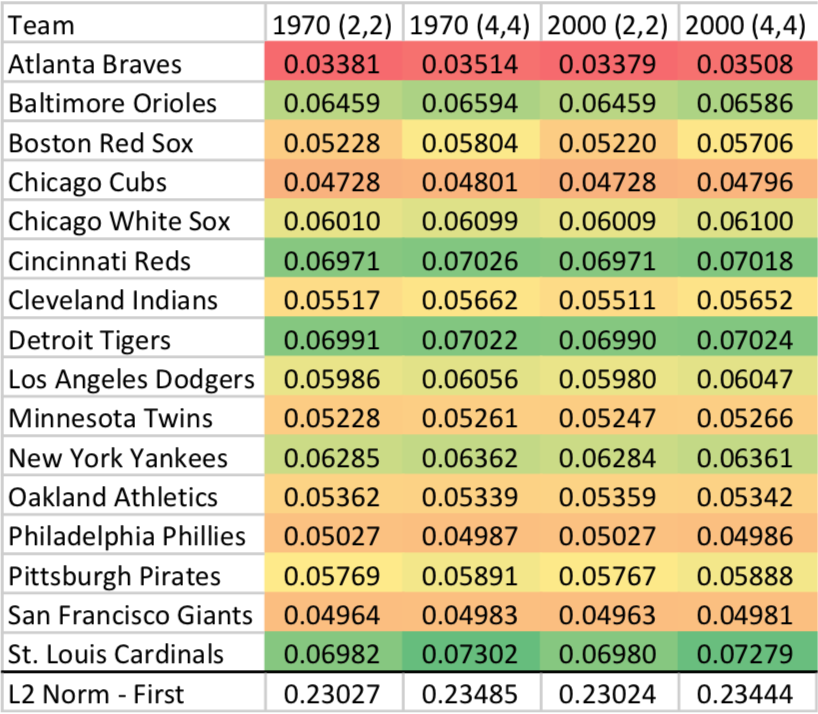 Team 1970 (2,2) 1970 (4,4) 2000 (2,2) 2000 (4,4)
Atlanta Braves 0.03381 0.03514 0.03379 0.03508
Baltimore Orioles 0.06459 0.06594 0.06459 0.06586
Boston Red Sox 0.05228 0.05804 0.05220 0.05706
Chicago Cubs 0.04728 0.04801 0.04728 0.04796
Chicago White Sox 0.06010 0.06099 0.06009 0.06100
Cincinnati Reds 0.06971 0.07026 0.06971 0.07018
Cleveland Indians 0.05517 0.05662 0.05511 0.05652
Detroit Tigers 0.06991 0.07022 0.06990 0.07024
Los Angeles Dodgers 0.05986 0.06056 0.05980 0.06047
Minnesota Twins 0.05228 0.05261 0.05247 0.05266
New York Yankees 0.06285 0.06362 0.06284 0.06361
Oakland Athletics 0.05362 0.05339 0.05359 0.05342
Philadelphia Phillies 0.05027 0.04987 0.05027 0.04986
Pittsburgh Pirates 0.05769 0.05891 0.05767 0.05888
San Francisco Giants 0.04964 0.04983 0.04963 0.04981
St. Louis Cardinals 0.06982 0.07302 0.06980 0.07279
L2 Norm - First 0.23027 0.23485 0.23024 0.23444